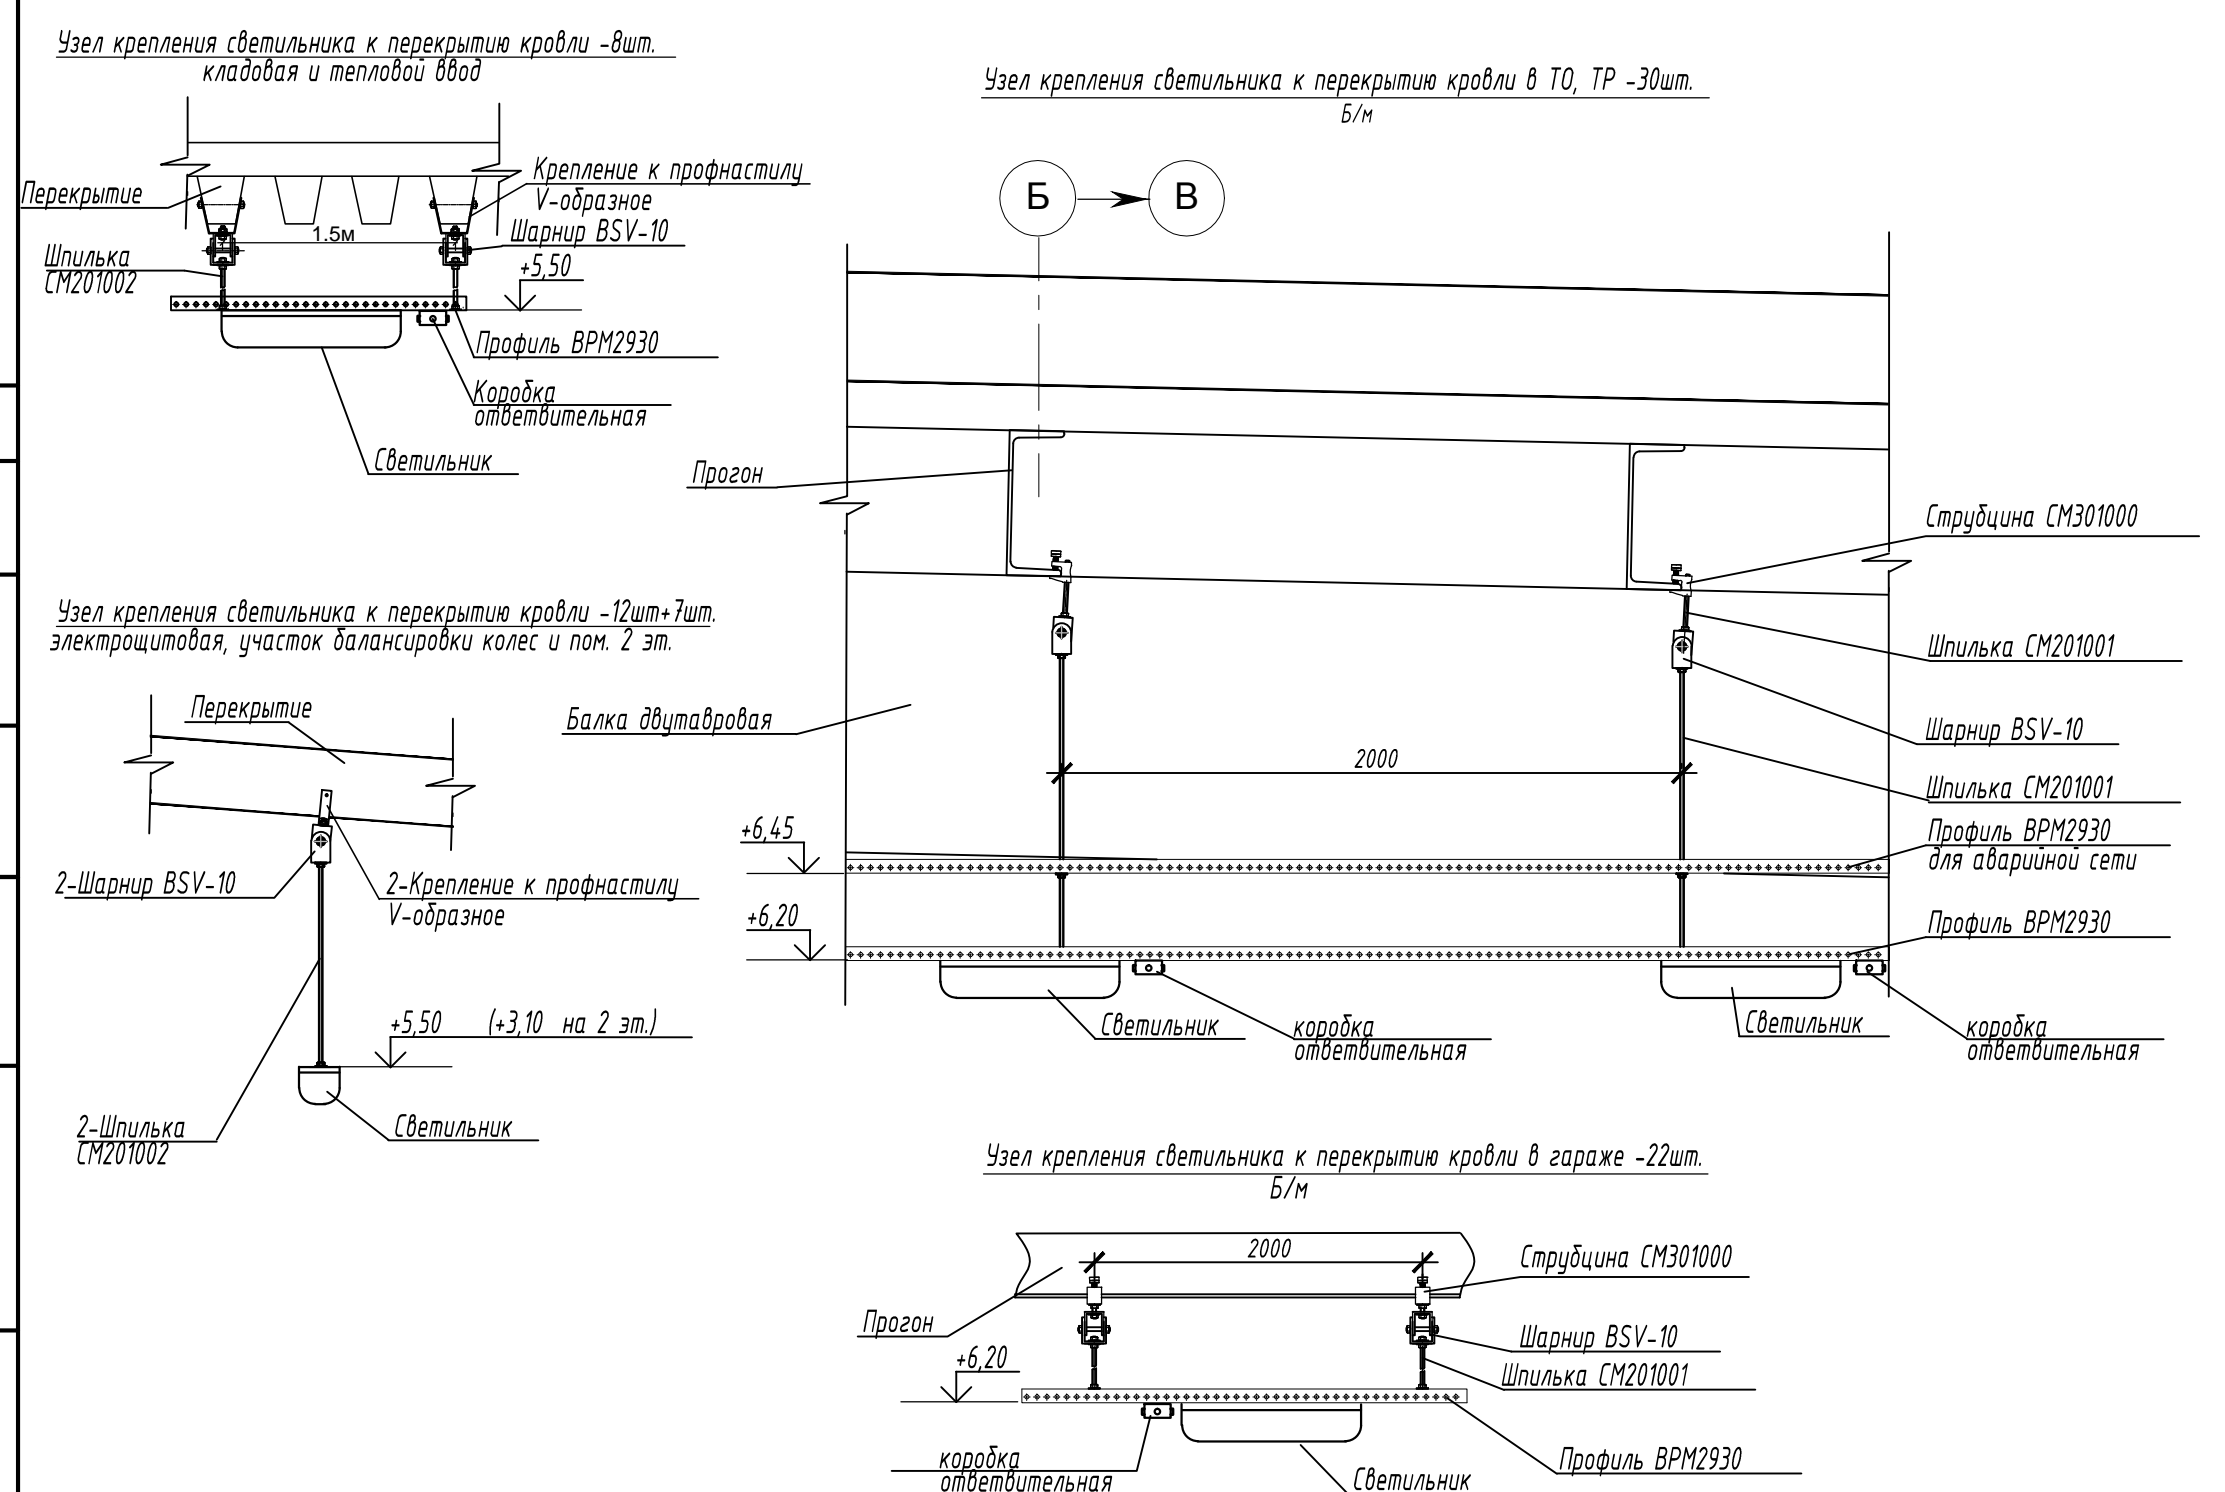 Узел крепления светильника к перекрытию кровли -8шт.
кладовая и тепловой ввод
Перекрытие
Крепление к профнастилу
V-образное
1.5м
Шарнир BSV-10
Шпилька
СМ201002
+5,50
Профиль ВРМ2930
Коробка
ответвительная
Светильник
Узел крепления светильника к перекрытию кровли в ТО, ТР -30шт.
Б/м
Б
В
Прогон
Струбцина СМ301000
Шпилька СМ201001
Балка двутавровая
Шарнир BSV-10
2000
Шпилька СМ201001
+6,45
Профиль ВРМ2930
для аварийной сети
+6,20
Профиль ВРМ2930
Светильник
коробка
ответвительная
Светильник
коробка
ответвительная
Узел крепления светильника к перекрытию кровли -12шт+7шт.
электрощитовая, участок балансировки колес и пом. 2 эт.
Перекрытие
2-Шарнир BSV-10
2-Крепление к профнастилу
V-образное
+5,50 (+3,10 на 2 эт.)
2-Шпилька
СМ201002
Светильник
Узел крепления светильника к перекрытию кровли в гараже -22шт.
Б/м
2000
Струбцина СМ301000
Прогон
Шарнир BSV-10
+6,20
Шпилька СМ201001
коробка
ответвительная
Профиль ВРМ2930
Светильник